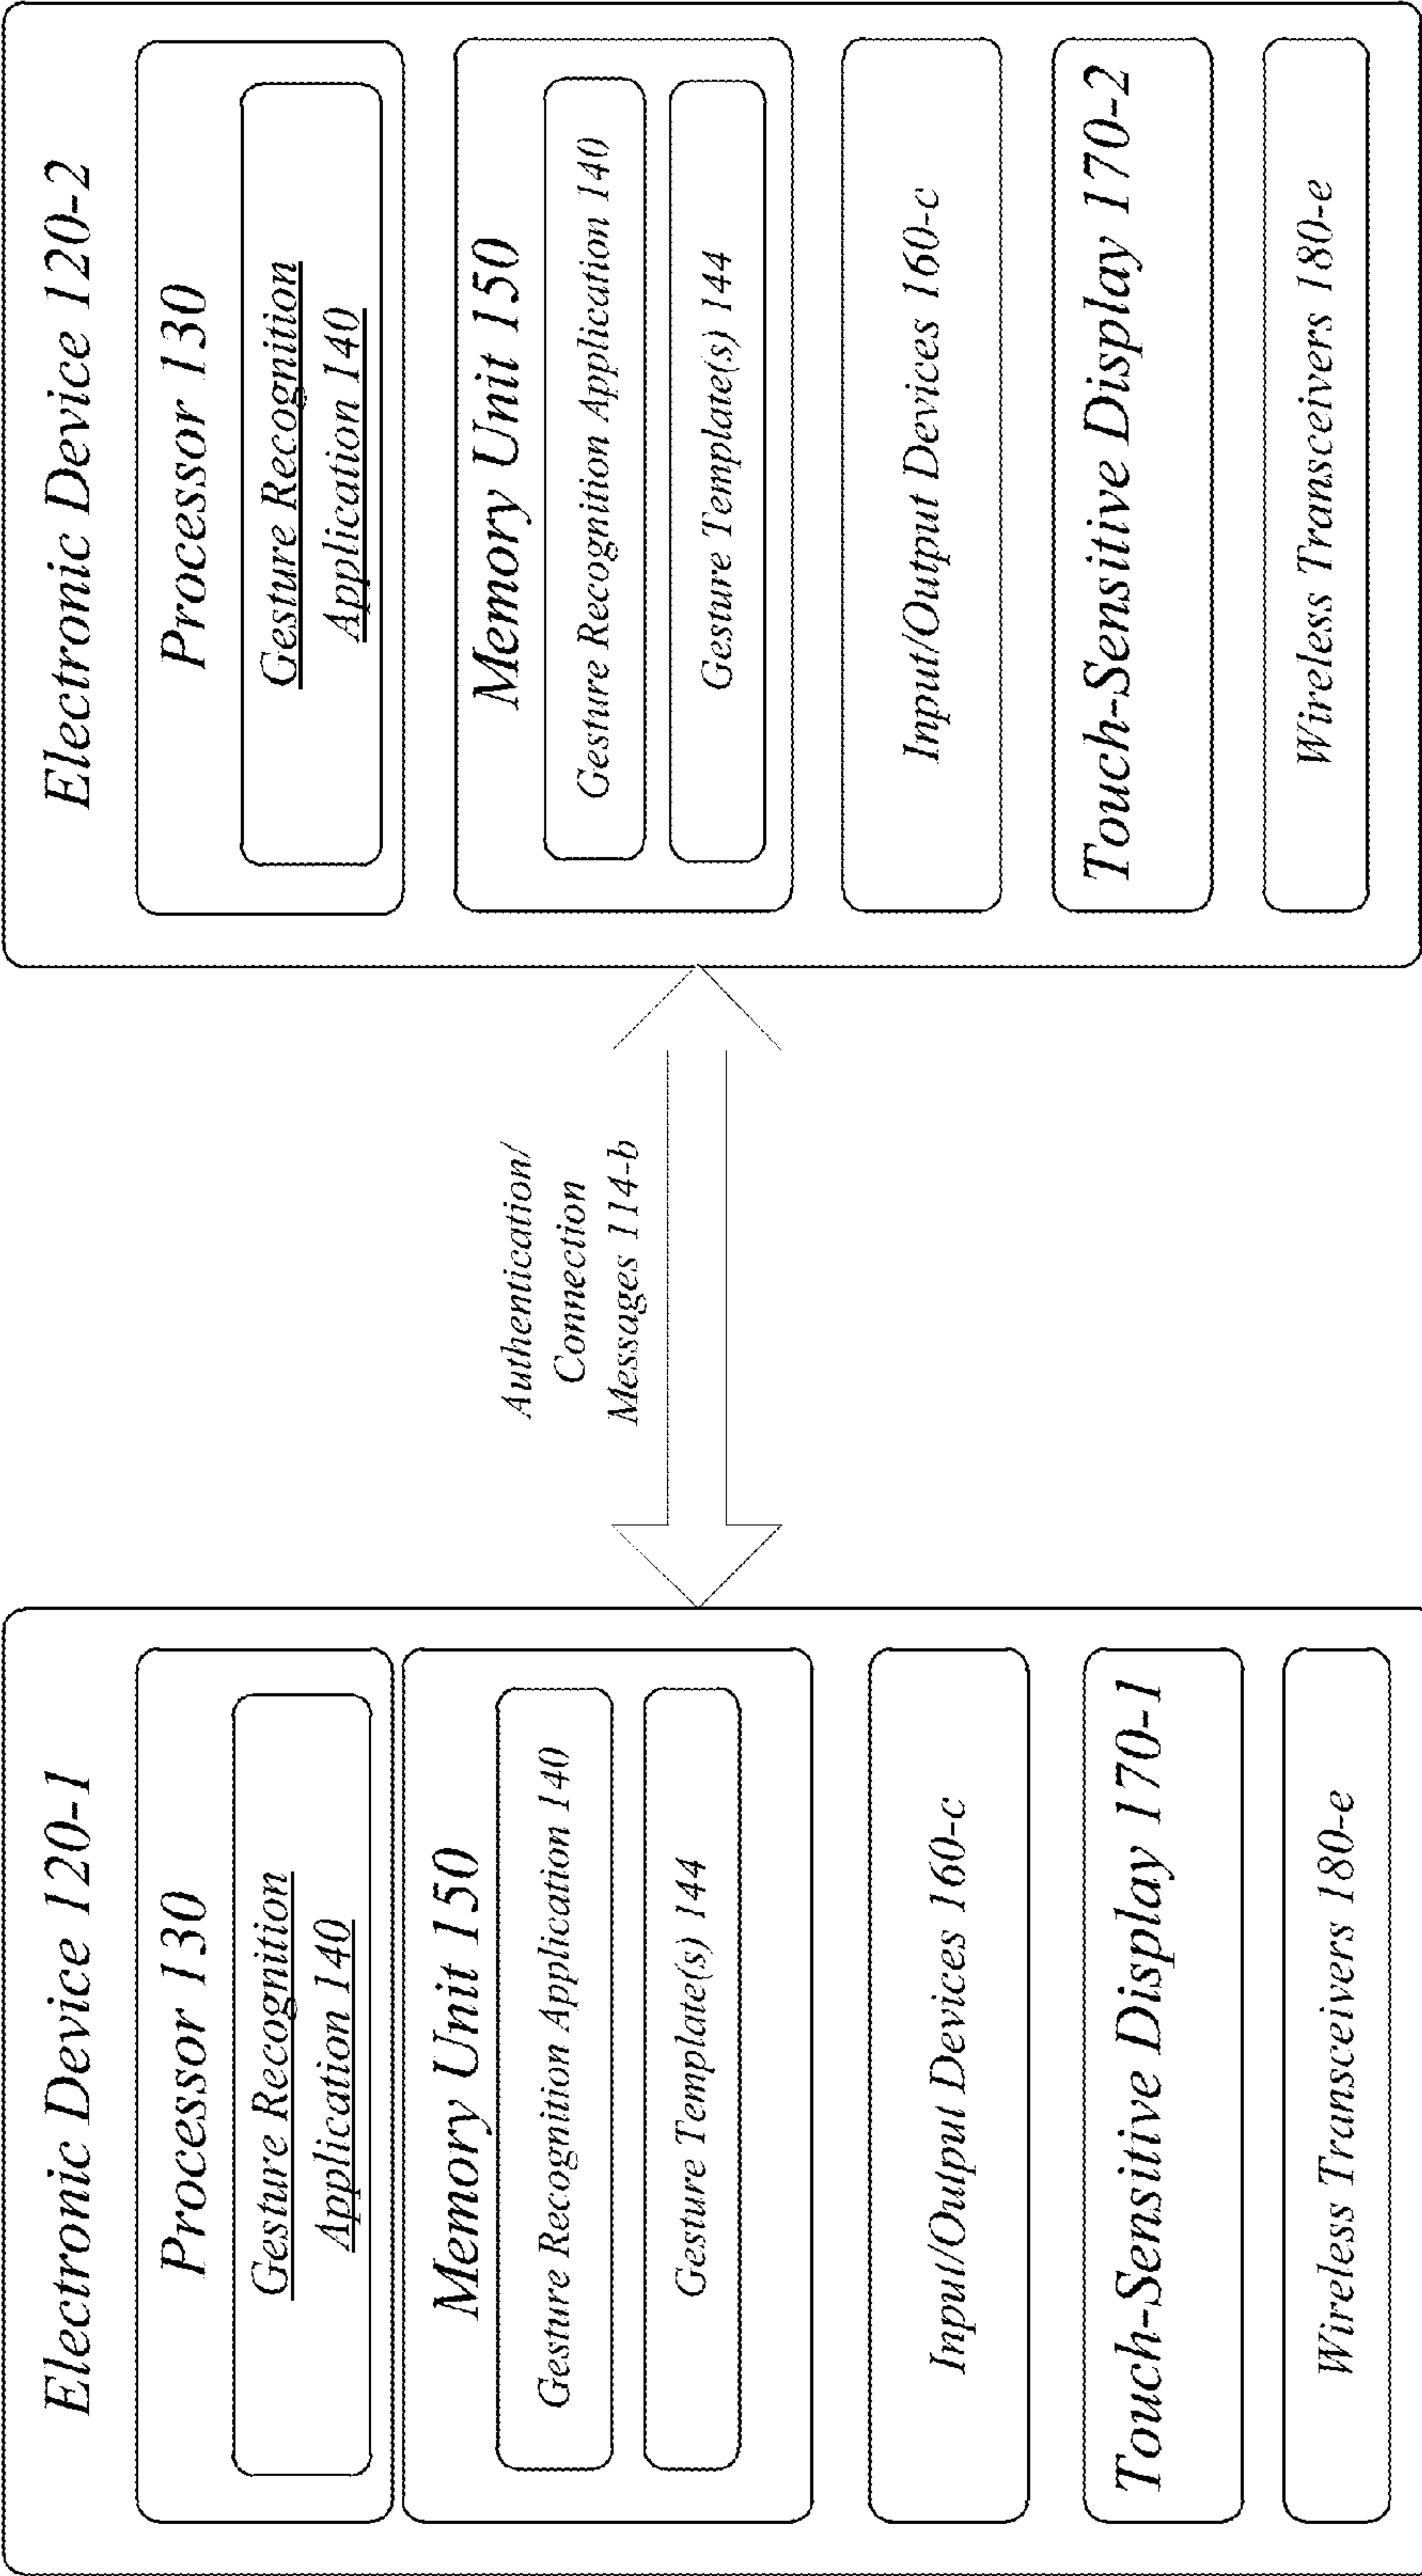 Electronic Device 120-1
Processor 130
Gesture Recognition
Application 140
Memory Unit 150
Gesture Recognition Application 140
Gesture Template(s) 144
Input/Output Devices 160-c
Touch-Sensitive Display 170-1
Wireless Transceivers 180-e
Authentication/
Connection
Messages 114-b
Electronic Device 120-2
Processor 130
Gesture Recognition
Application 140
Memory Unit 150
Gesture Recognition Application 140
Gesture Template(s) 144
Input/Output Devices 160-c
Touch-Sensitive Display 170-2
Wireless Transceivers 180-e